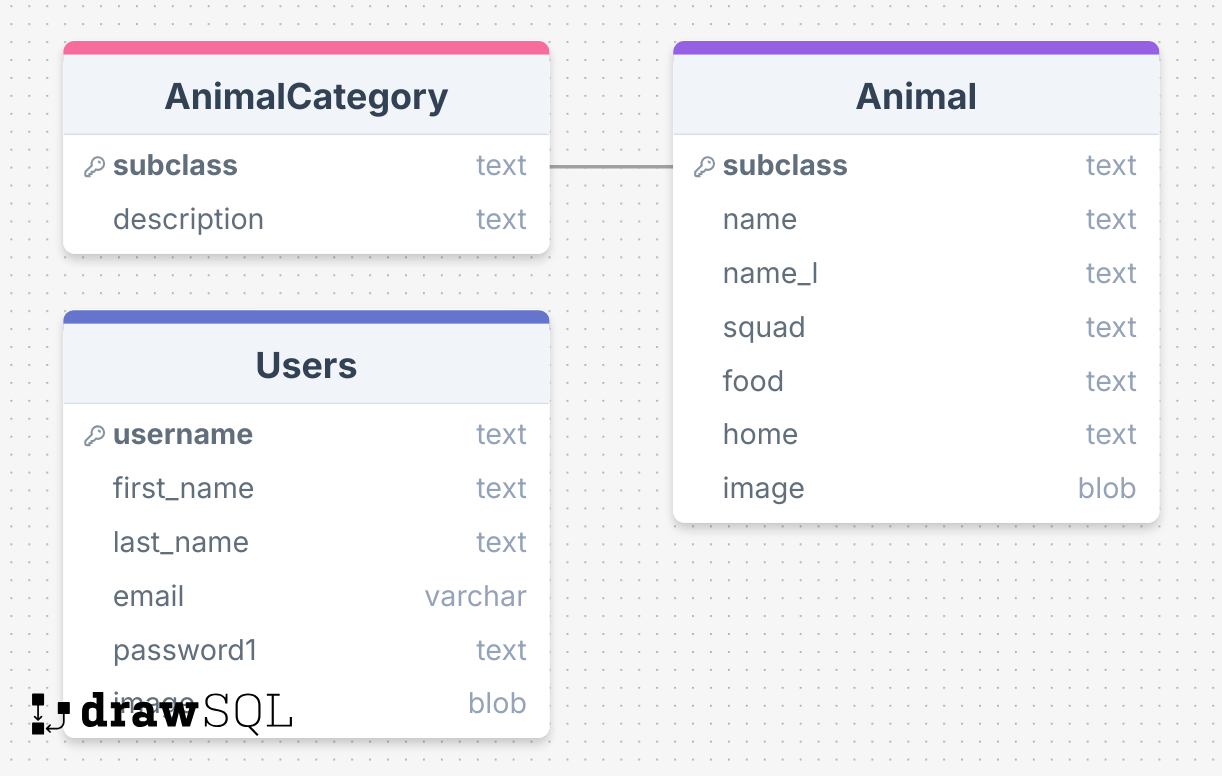 AnimalCategory
subclass text
description text
Animal
subclass text
name text
name_l text
squad text
food text
home text
image blob
Users
username text
first_name text
last_name text
email varchar
password1 text
image blob
drawSQL